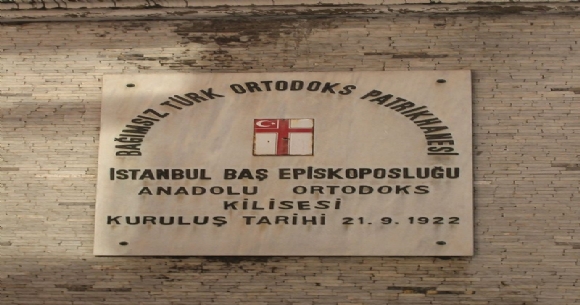 BAĞIMSIZ TÜRK ORTODOKS PATRİKHANESİ
İSTANBUL BAŞ EPİSKOPOSLUĞU
ANADOLU ORTODOKS
KİLİSESİ
KURULUŞ TARİHİ 21.9.1922